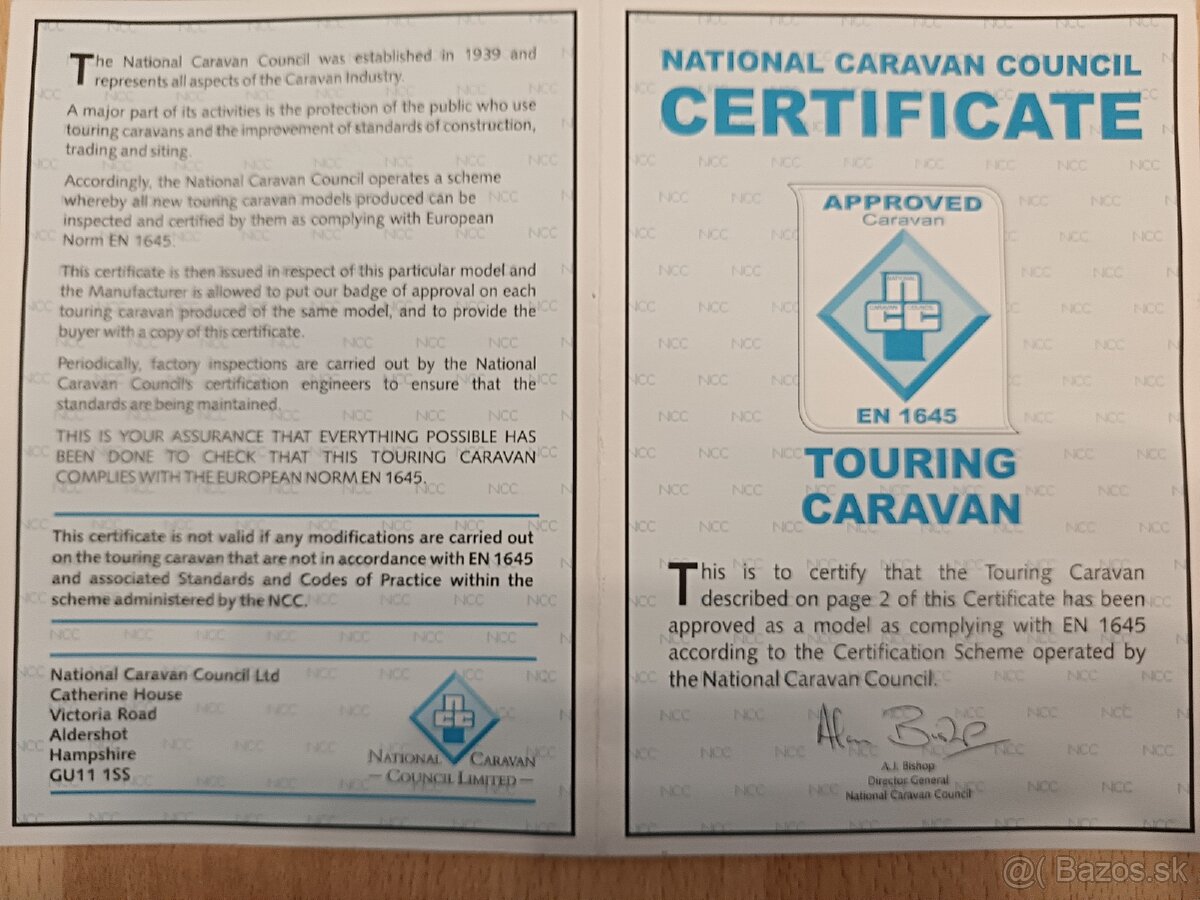 The National Caravan Council was established in 1939 and
represents all aspects of the Caravan Industry.
A major part of its activities is the protection of the public who use
touring caravans and the improvement of standards of construction,
trading and siting.
Accordingly, the National Caravan Council operates a scheme
whereby all new touring caravan models produced can be
inspected and certified by them as complying with European
Norm EN 1645.
This certificate is then issued in respect of this particular model and
the Manufacturer is allowed to put our badge of approval on each
touring caravan produced of the same model, and to provide the
buyer with a copy of this certificate.
Periodically, factory inspections are carried out by the National
Caravan Council's certification engineers to ensure that the
standards are being maintained.
THIS IS YOUR ASSURANCE THAT EVERYTHING POSSIBLE HAS
BEEN DONE TO CHECK THAT THIS TOURING CARAVAN
COMPLIES WITH THE EUROPEAN NORM EN 1645.
This certificate is not valid if any modifications are carried out
on the touring caravan that are not in accordance with EN 1645
and associated Standards and Codes of Practice within the
scheme administered by the NCC.
National Caravan Council Ltd
Catherine House
Victoria Road
Aldershot
Hampshire
GU11 1SS
NATIONAL CARAVAN
— COUNCIL LIMITED —
NATIONAL CARAVAN COUNCIL
CERTIFICATE
APPROVED
Caravan
NATIONAL
CARAVAN COUNCIL
EN 1645
TOURING
CARAVAN
This is to certify that the Touring Caravan
described on page 2 of this Certificate has been
approved as a model as complying with EN 1645
according to the Certification Scheme operated by
the National Caravan Council.
Alan Bishop
A.J. Bishop
Director General
National Caravan Council
@( Bazos.sk